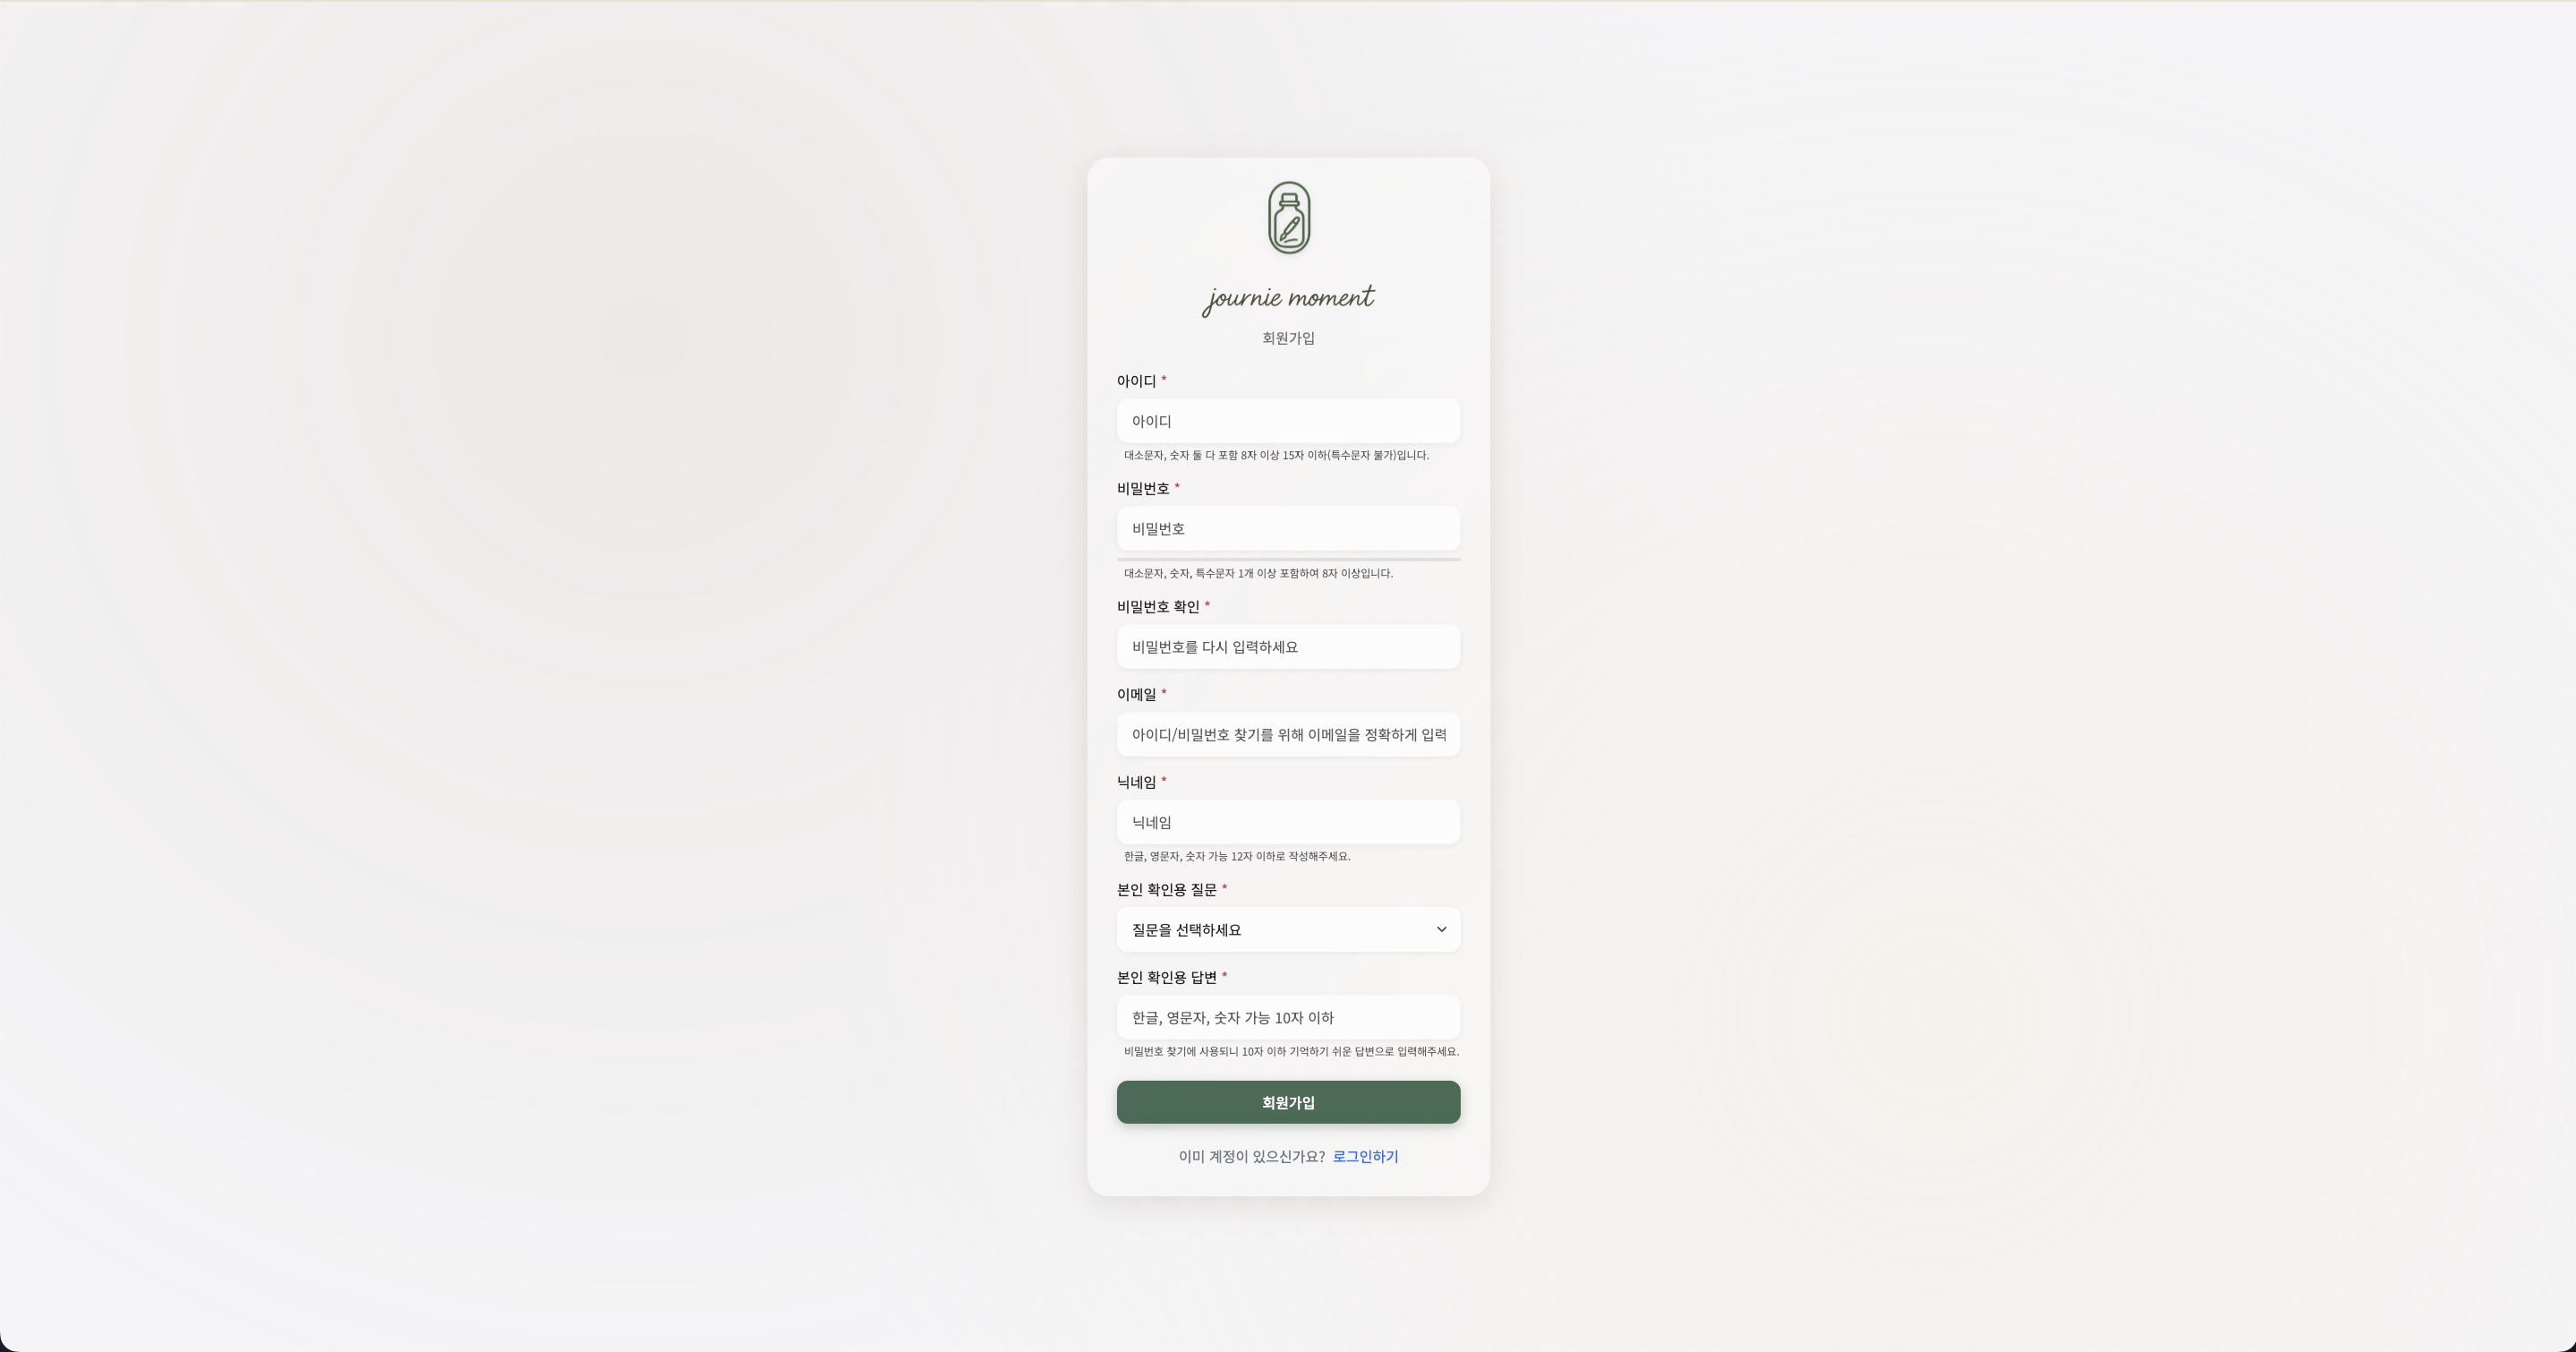 journie moment
회원가입
아이디 *
아이디
대소문자, 숫자 둘 다 포함 8자 이상 15자 이하(특수문자 불가)입니다.
비밀번호 *
비밀번호
대소문자, 숫자, 특수문자 1개 이상 포함하여 8자 이상입니다.
비밀번호 확인 *
비밀번호를 다시 입력하세요
이메일 *
아이디/비밀번호 찾기를 위해 이메일을 정확하게 입력
닉네임 *
닉네임
한글, 영문자, 숫자 가능 12자 이하로 작성해주세요.
본인 확인용 질문 *
질문을 선택하세요
본인 확인용 답변 *
한글, 영문자, 숫자 가능 10자 이하
비밀번호 찾기에 사용되니 10자 이하 기억하기 쉬운 답변으로 입력해주세요.
회원가입
이미 계정이 있으신가요? 로그인하기